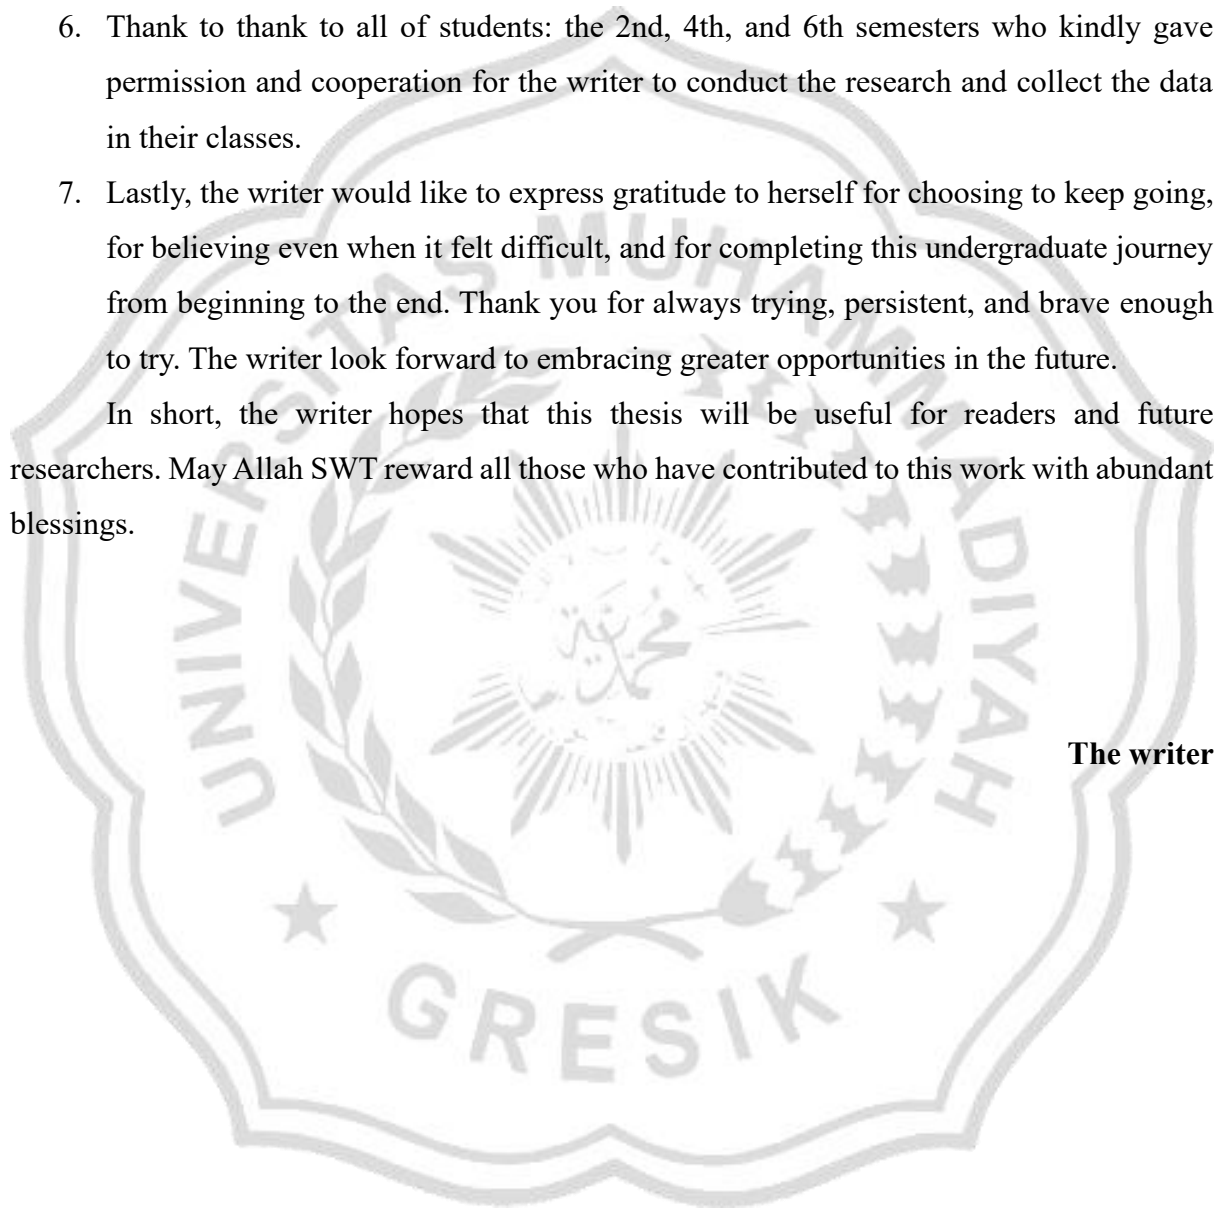 6. Thank to thank to all of students: the 2nd, 4th, and 6th semesters who kindly gave
permission and cooperation for the writer to conduct the research and collect the data
in their classes.
7. Lastly, the writer would like to express gratitude to herself for choosing to keep going,
for believing even when it felt difficult, and for completing this undergraduate journey
from beginning to the end. Thank you for always trying, persistent, and brave enough
to try. The writer look forward to embracing greater opportunities in the future.
In short, the writer hopes that this thesis will be useful for readers and future
researchers. May Allah SWT reward all those who have contributed to this work with abundant
blessings.
The writer
UNIVERSITAS MUHAMMADIYAH
محمدية
GRESIK